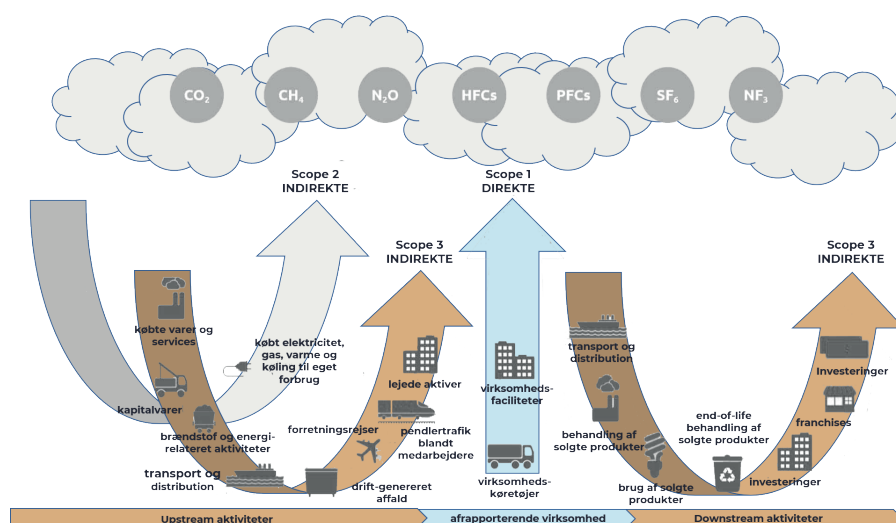 CO2
CH4
N2O
HFCs
PFCs
SF6
NF3
Scope 2
INDIREKTE
Scope 1
DIREKTE
Scope 3
INDIREKTE
Scope 3
INDIREKTE
købte varer og
services
købt elektricitet,
gas, varme og
køling til eget
forbrug
kapitalvarer
brændstof og energi-
relateret aktiviteter
transport og
distribution
forretningsrejser
drift-genereret
affald
pendlertrafik
blandt
medarbejdere
lejede aktiver
virksomheds-
faciliteter
virksomheds-
køretøjer
transport og
distribution
behandling af
solgte produkter
brug af solgte
produkter
end-of-life
behandling af
solgte produkter
investeringer
franchises
Investeringer
Upstream aktiviteter
afrapporterende virksomhed
Downstream aktiviteter